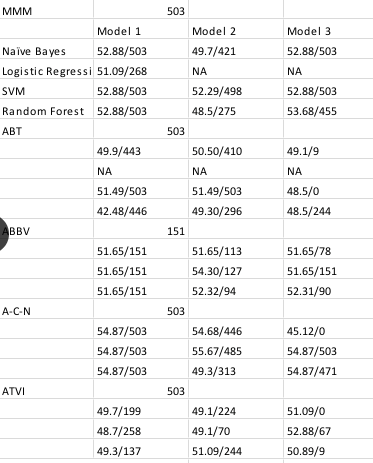 MMM 503
Model 1 Model 2 Model 3
Naïve Bayes 52.88/503 49.7/421 52.88/503
Logistic Regressi 51.09/268 NA NA
SVM 52.88/503 52.29/498 52.88/503
Random Forest 52.88/503 48.5/275 53.68/455
ABT 503
49.9/443 50.50/410 49.1/9
NA NA NA
51.49/503 51.49/503 48.5/0
42.48/446 49.30/296 48.5/244
ABBV 151
51.65/151 51.65/113 51.65/78
51.65/151 54.30/127 51.65/151
51.65/151 52.32/94 52.31/90
A-C-N 503
54.87/503 54.68/446 45.12/0
54.87/503 55.67/485 54.87/503
54.87/503 49.3/313 54.87/471
ATVI 503
49.7/199 49.1/224 51.09/0
48.7/258 49.1/70 52.88/67
49.3/137 51.09/244 50.89/9